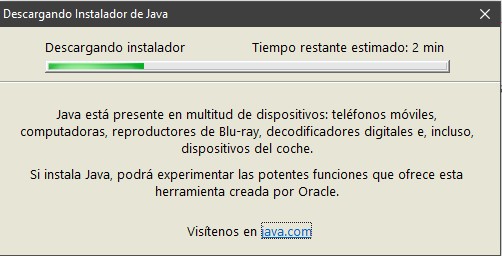 Descargando Instalador de Java
Descargando instalador Tiempo restante estimado: 2 min
Java está presente en multitud de dispositivos: teléfonos móviles,
computadoras, reproductores de Blu-ray, decodificadores digitales e, incluso,
dispositivos del coche.
Si instala Java, podrá experimentar las potentes funciones que ofrece esta
herramienta creada por Oracle.
Visítenos en java.com